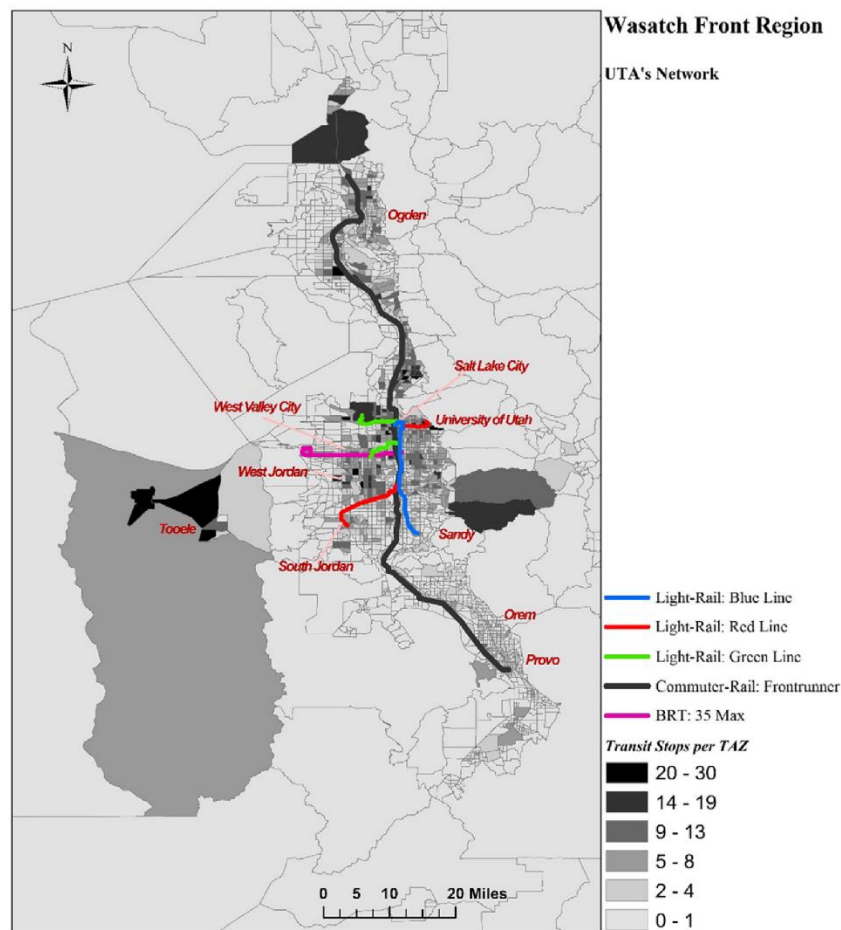 Wasatch Front Region
UTA's Network
N
Ogden
Salt Lake City
West Valley City
University of Utah
West Jordan
Tooele
Sandy
South Jordan
Orem
Provo
Light-Rail: Blue Line
Light-Rail: Red Line
Light-Rail: Green Line
Commuter-Rail: Frontrunner
BRT: 35 Max
Transit Stops per TAZ
20 - 30
14 - 19
9 - 13
5 - 8
2 - 4
0 - 1
0 5 10 20 Miles